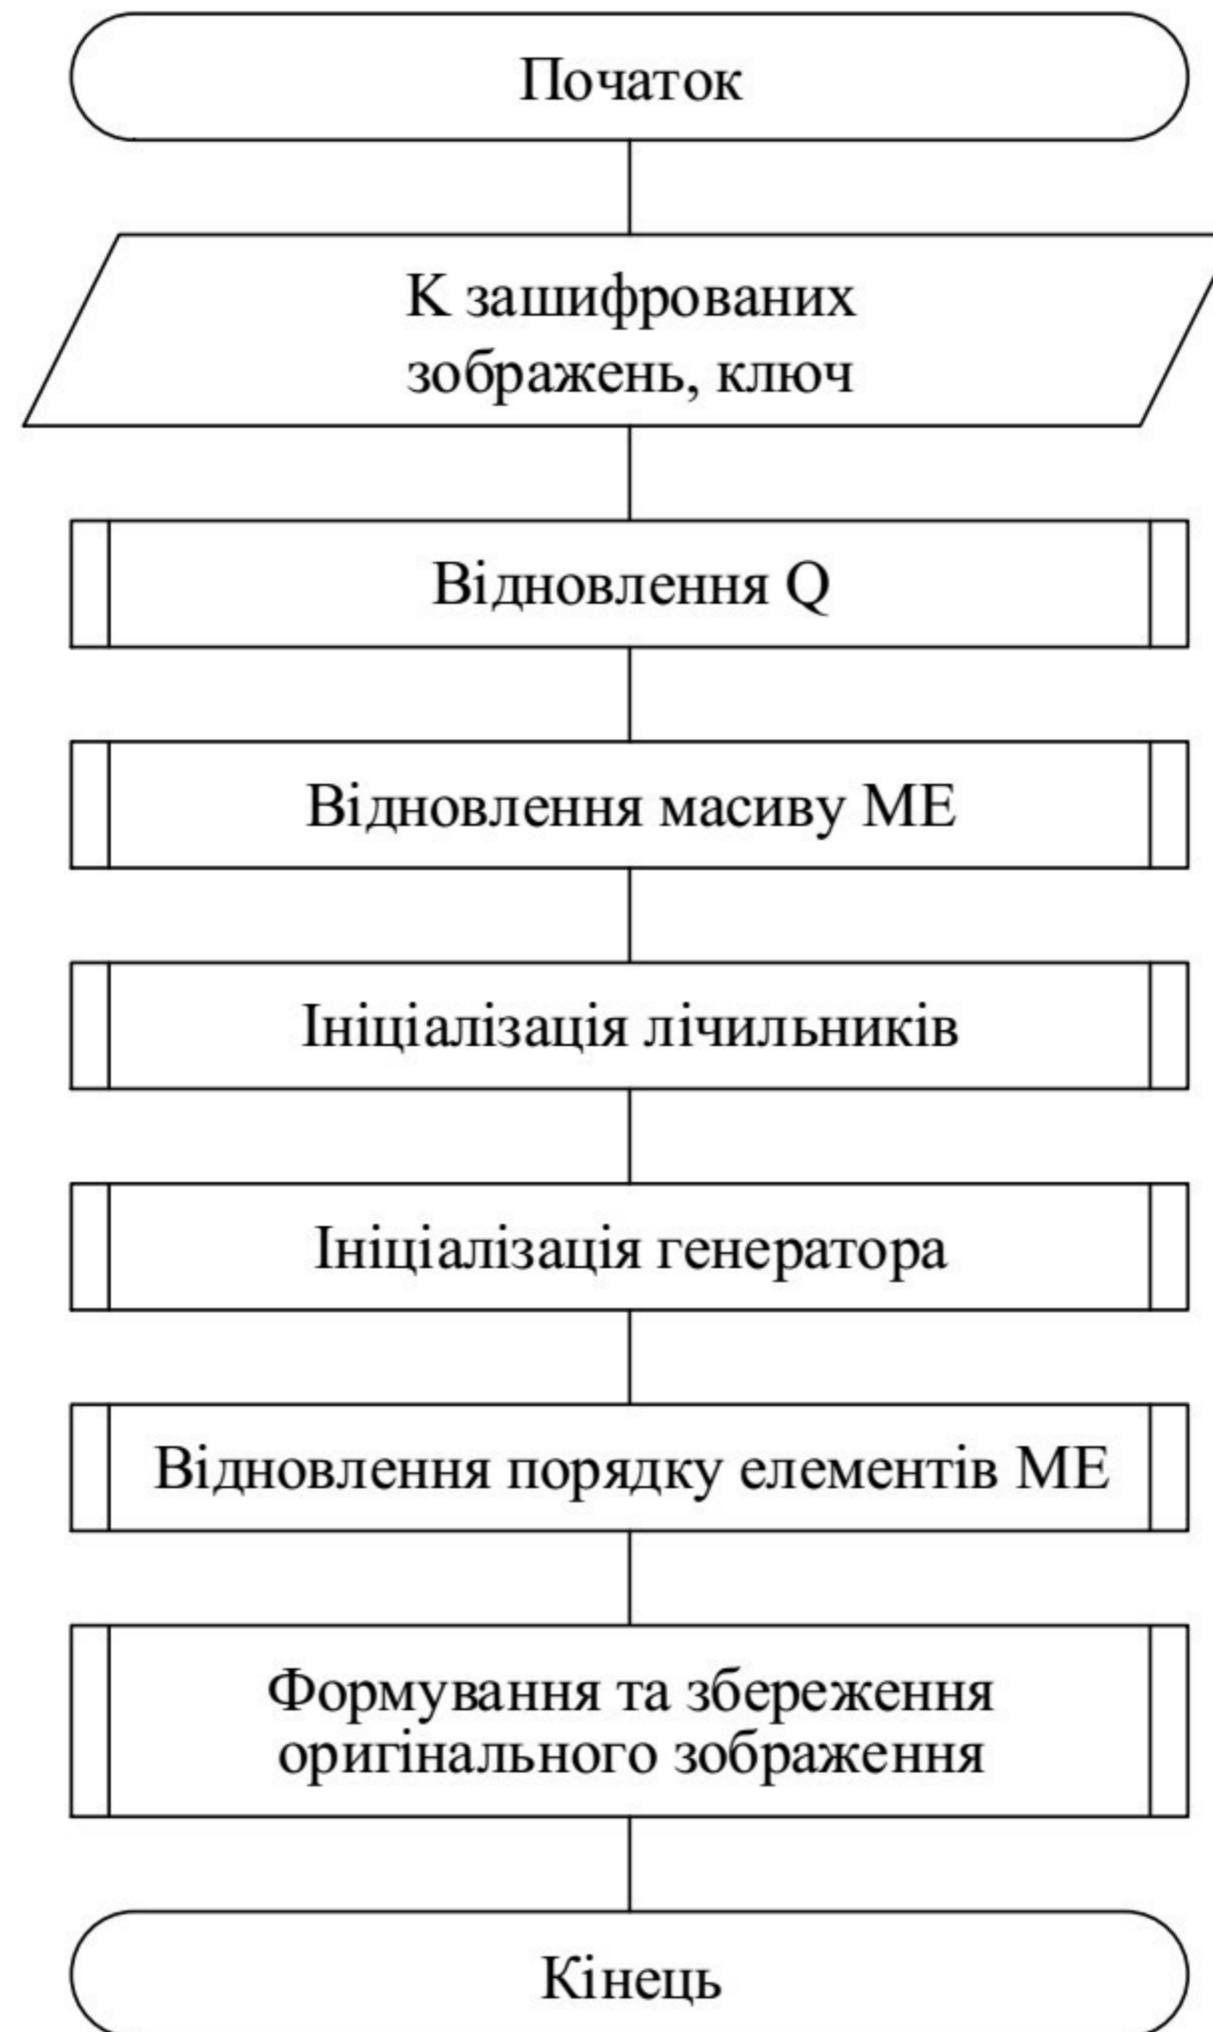 Початок
К зашифрованих
зображень, ключ
Відновлення Q
Відновлення масиву МЕ
Ініціалізація лічильників
Ініціалізація генератора
Відновлення порядку елементів МЕ
Формування та збереження
оригінального зображення
Кінець